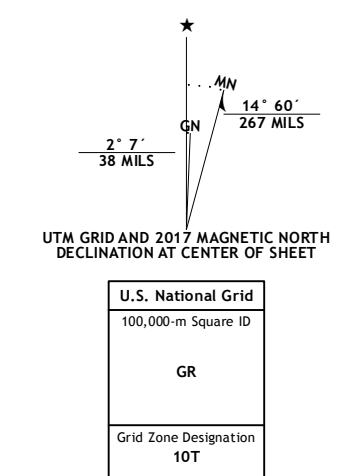 ★
MN
14° 60´
267 MILS
GN
2° 7´
38 MILS
UTM GRID AND 2017 MAGNETIC NORTH
DECLINATION AT CENTER OF SHEET
U.S. National Grid
100,000-m Square ID
GR
Grid Zone Designation
10T